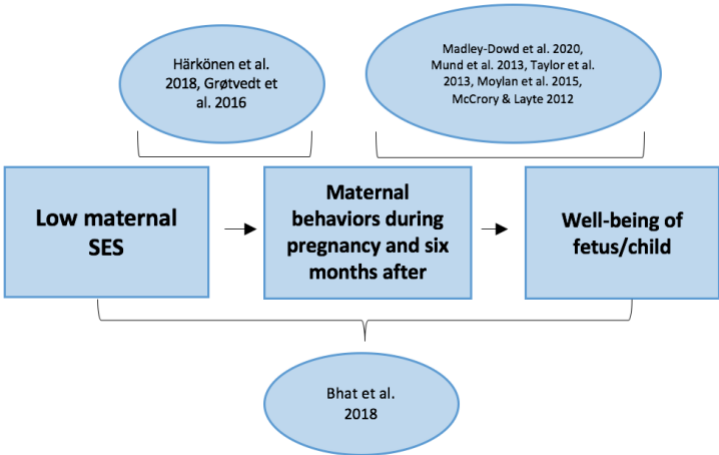 Härkönen et al.
2018, Grøtvedt et
al. 2016
Madley-Dowd et al. 2020,
Mund et al. 2013, Taylor et al.
2013, Moylan et al. 2015,
McCrory & Layte 2012
Low maternal
SES
Maternal
behaviors during
pregnancy and six
months after
Well-being of
fetus/child
Bhat et al.
2018